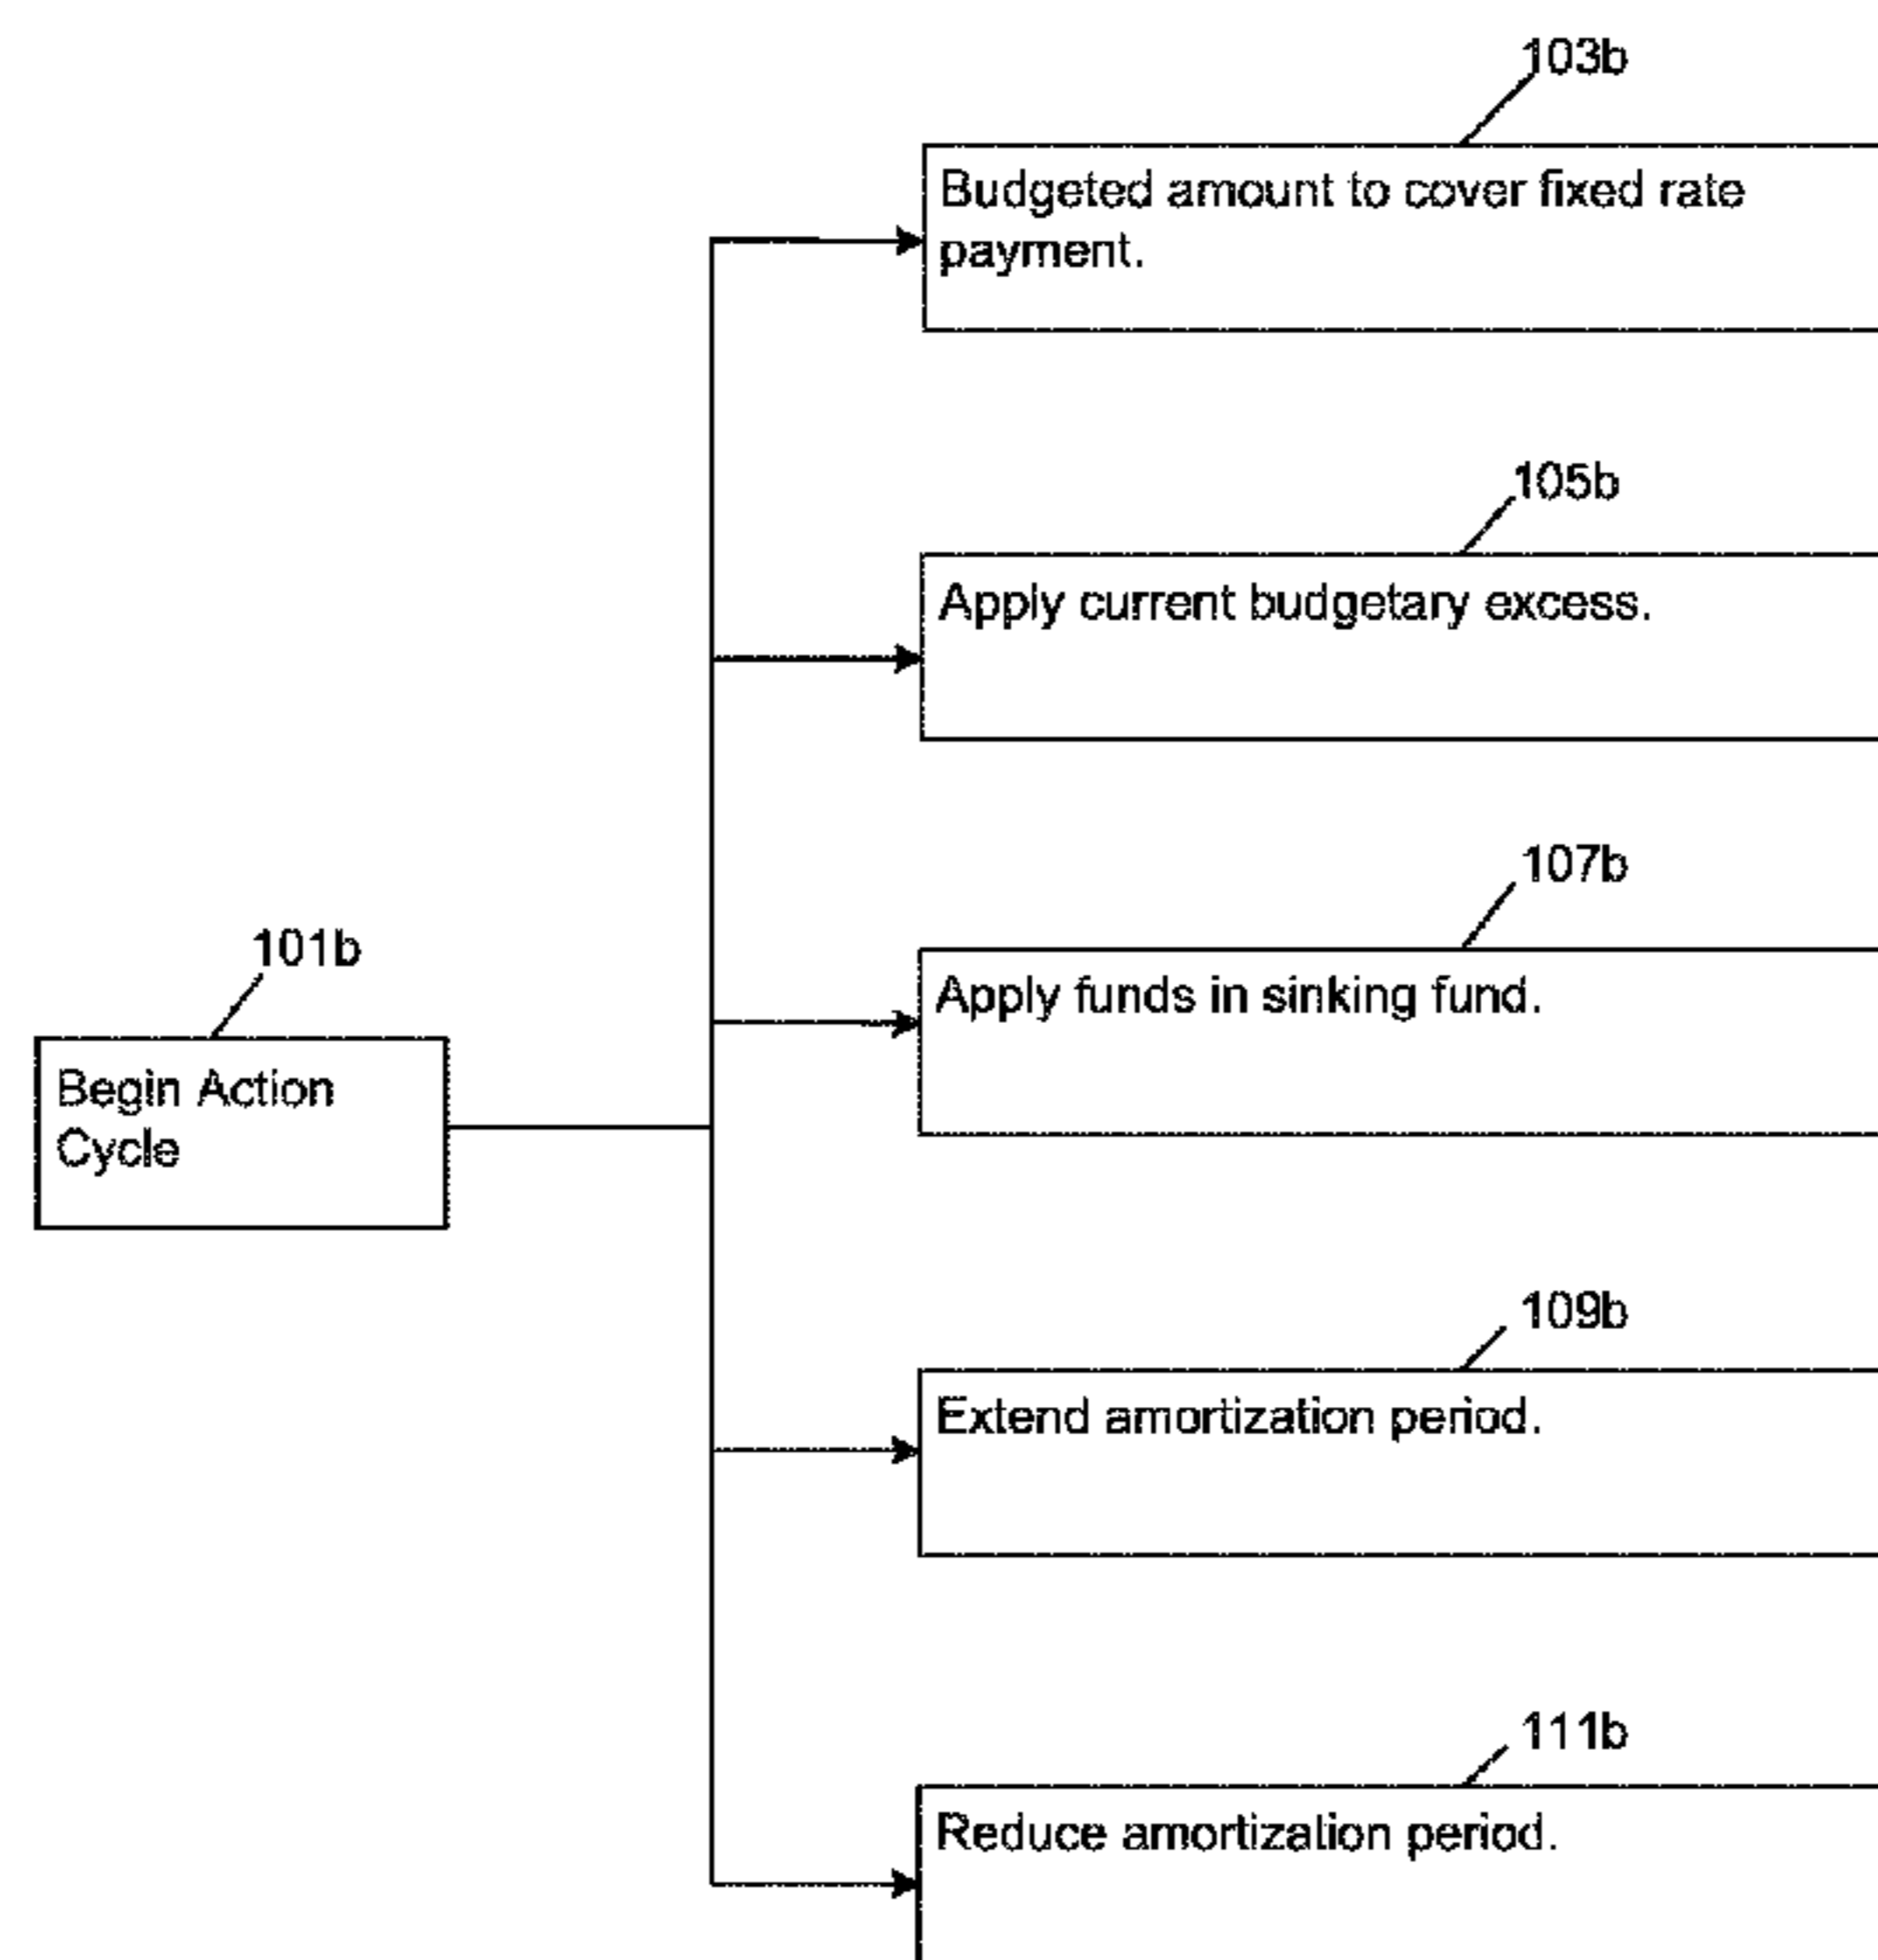 103b
Budgeted amount to cover fixed rate
payment.
105b
Apply current budgetary excess.
107b
Apply funds in sinking fund.
101b
Begin Action
Cycle
109b
Extend amortization period.
111b
Reduce amortization period.